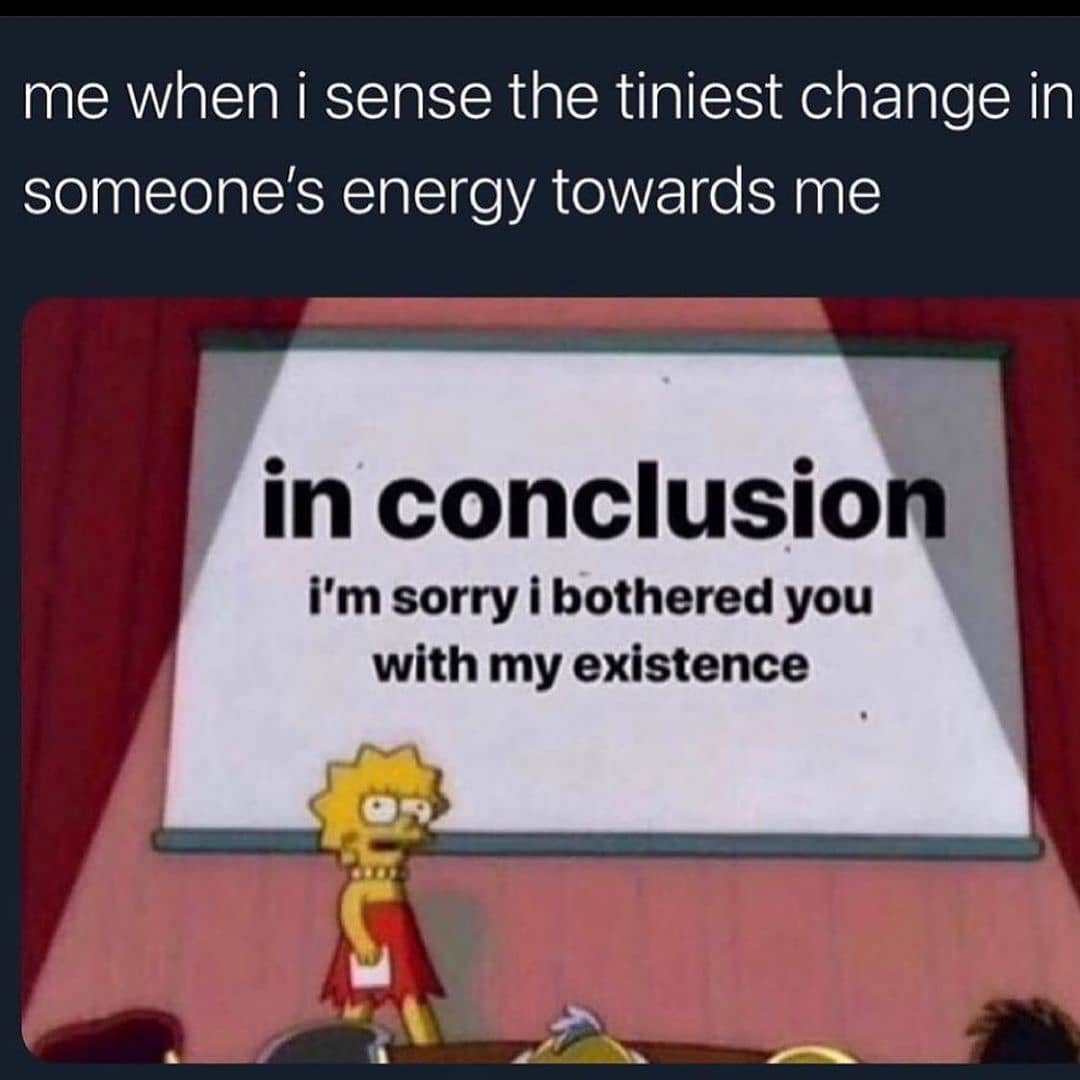 me when i sense the tiniest change in
someone's energy towards me
in conclusion
i'm sorry i bothered you
with my existence